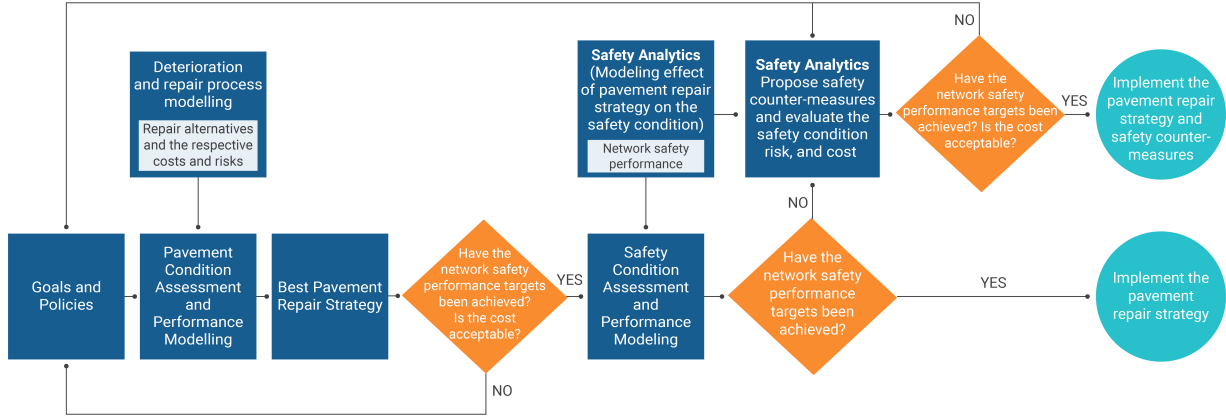 Deterioration
and repair process
modelling
Repair alternatives
and the respective
costs and risks
Safety Analytics
(Modeling effect
of pavement repair
strategy on the
safety condition)
Network safety
performance
Safety Analytics
Propose safety
counter-measures
and evaluate the
safety condition
risk, and cost
NO
Have the
network safety
performance targets been
achieved? Is the cost
acceptable?
YES
Implement the
pavement repair
strategy and
safety counter-
measures
Goals and
Policies
Pavement
Condition
Assessment
and
Performance
Modelling
Best Pavement
Repair Strategy
Have the
network safety
performance targets
been achieved?
Is the cost
acceptable?
YES
NO
Safety
Condition
Assessment
and
Performance
Modeling
NO
Have the
network safety
performance
targets been
achieved?
YES
Implement the
the pavement
repair strategy